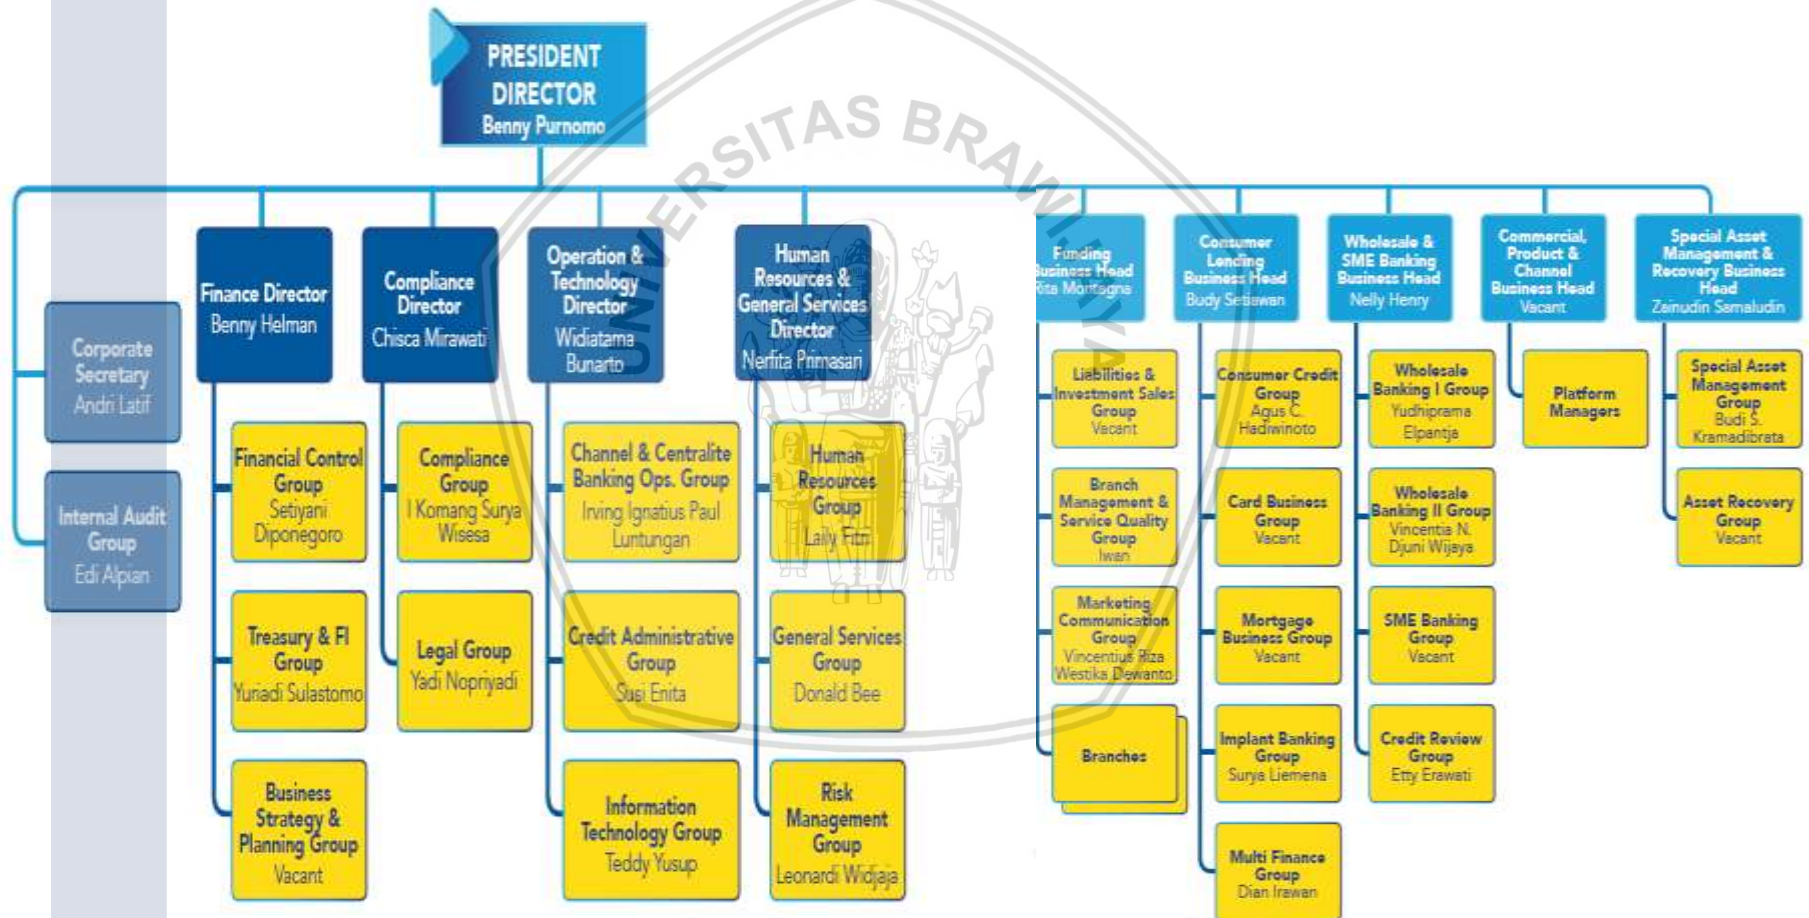 PRESIDENT
DIRECTOR
Benny Purnomo
UNIVERSITAS BRAWIJAYA
Corporate
Secretary
Andri Latif
Internal Audit
Group
Edi Alpian
Finance Director
Benny Helman
Financial Control
Group
Setiyani
Diponegoro
Treasury & FI
Group
Yuriadi Sulastomo
Business
Strategy &
Planning Group
Vacant
Compliance
Director
Chisca Mirawati
Compliance
Group
I Komang Surya
Wisesa
Legal Group
Yadi Nopriyadi
Operation &
Technology
Director
Widiatama
Bunarto
Channel & Centralite
Banking Ops. Group
Irving Ignatius Paul
Luntungan
Credit Administrative
Group
Susi Enita
Information
Technology Group
Teddy Yusup
Human
Resources &
General Services
Director
Nerfita Primasari
Human
Resources
Group
Laily Fitri
General Services
Group
Donald Bee
Risk
Management
Group
Leonardi Widjaja
Funding
Business Head
Rita Montagna
Liabilities &
Investment Sales
Group
Vacant
Branch
Management &
Service Quality
Group
Iwan
Marketing
Communication
Group
Vincentius Riza
Westika Dewanto
Branches
Consumer
Lending
Business Head
Budy Setiawan
Consumer Credit
Group
Agus C.
Hadiwinoto
Card Business
Group
Vacant
Mortgage
Business Group
Vacant
Implant Banking
Group
Surya Liemena
Multi Finance
Group
Dian Irawan
Wholesale &
SME Banking
Business Head
Nelly Henry
Wholesale
Banking I Group
Yudhiprama
Elpantja
Wholesale
Banking II Group
Vincentia N.
Djuni Wijaya
SME Banking
Group
Vacant
Credit Review
Group
Etty Erawati
Commercial,
Product &
Channel
Business Head
Vacant
Platform
Managers
Special Asset
Management &
Recovery Business
Head
Zainudin Samaludin
Special Asset
Management
Group
Budi S.
Kramadibrata
Asset Recovery
Group
Vacant